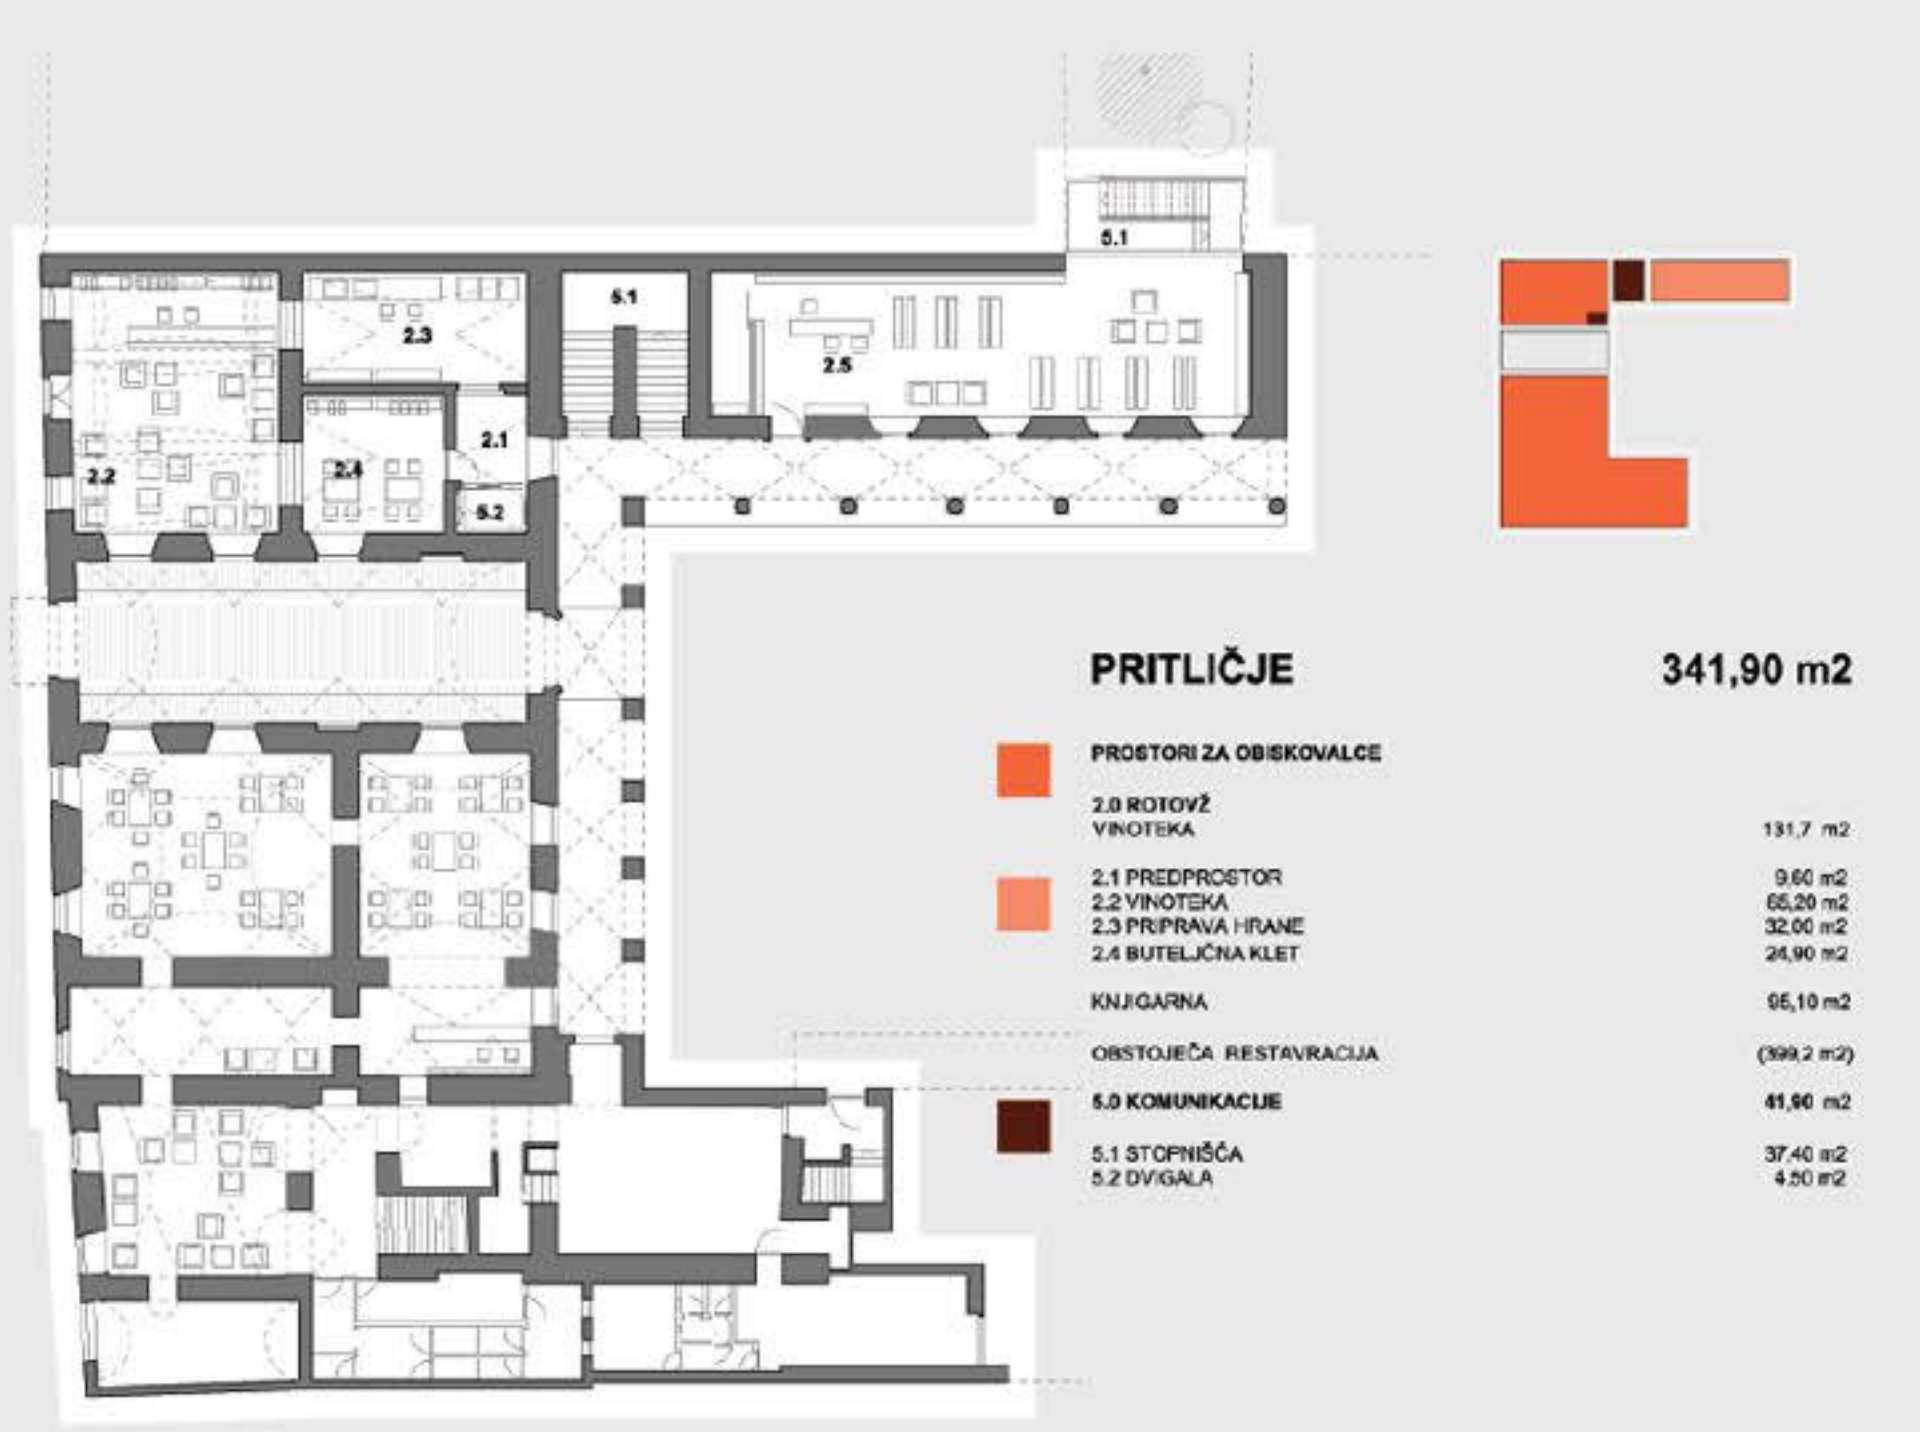 5.1
5.1
2.3
2.5
2.1
2.4
2.2
5.2
PRITLIČJE 341,90 m2
PROSTORI ZA OBISKOVALCE
2.0 ROTOVŽ
VINOTEKA 131,7 m2
2.1 PREDPROSTOR 9,60 m2
2.2 VINOTEKA 65,20 m2
2.3 PRIPRAVA HRANE 32,00 m2
2.4 BUTELJČNA KLET 24,90 m2
KNJIGARNA 95,10 m2
OBSTOJEČA RESTAVRACIJA (399,2 m2)
5.0 KOMUNIKACIJE 41,90 m2
5.1 STOPNIŠČA 37,40 m2
5.2 DVIGALA 4,50 m2